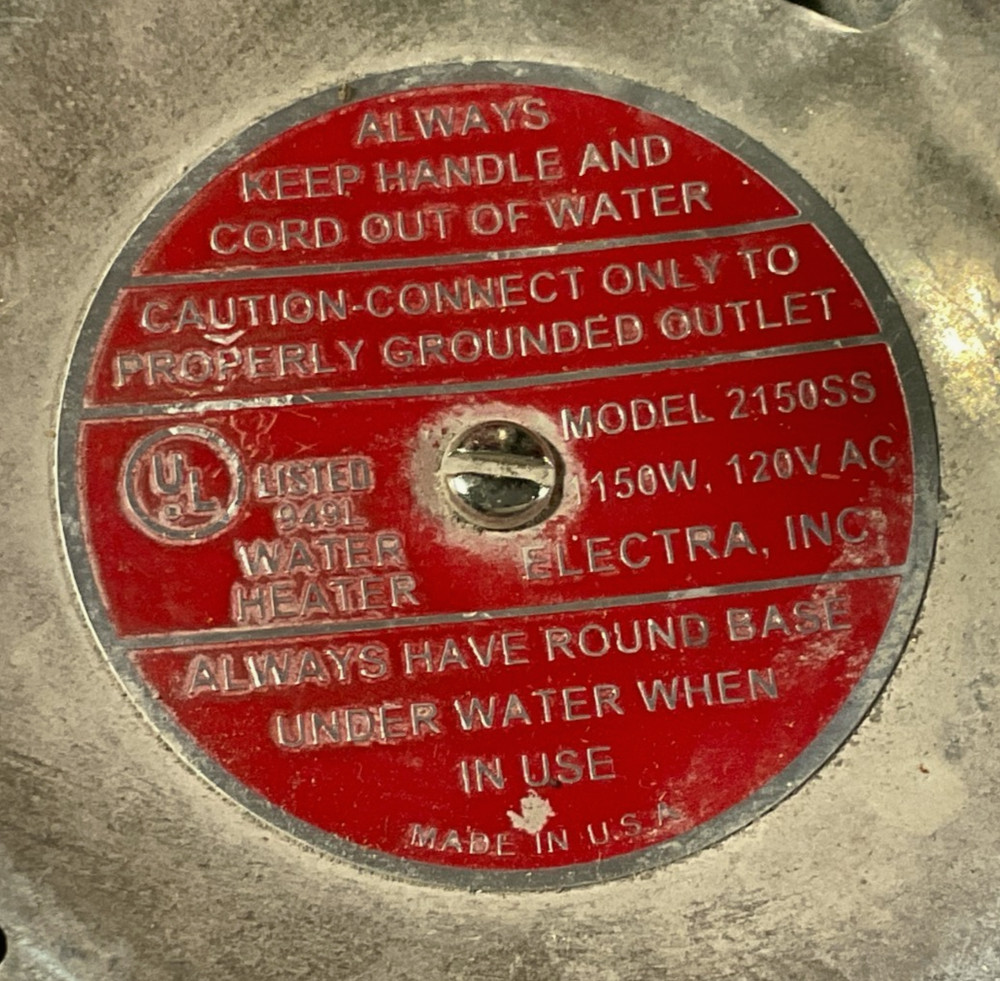 ALWAYS
KEEP HANDLE AND
CORD OUT OF WATER
CAUTION-CONNECT ONLY TO
PROPERLY GROUNDED OUTLET
UL
LISTED
949L
WATER
HEATER
MODEL 2150SS
150W, 120V AC
ELECTRA, INC
ALWAYS HAVE ROUND BASE
UNDER WATER WHEN
IN USE
MADE IN U.S.A